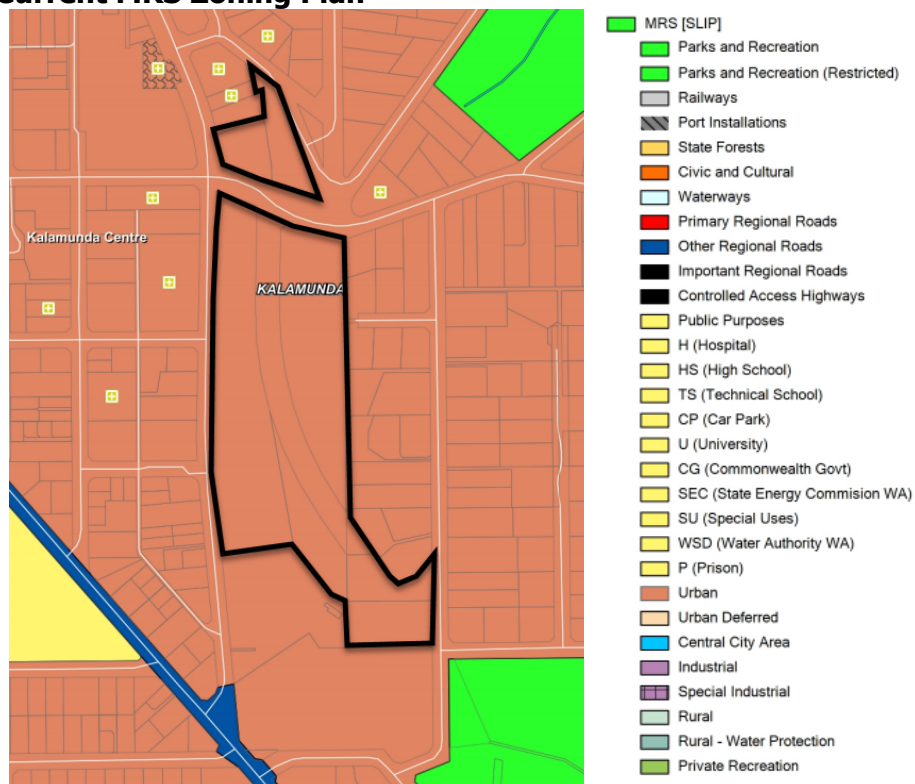 Current MRS Zoning Plan
Kalamunda Centre
KALAMUNDA
MRS [SLIP]
Parks and Recreation
Parks and Recreation (Restricted)
Railways
Port Installations
State Forests
Civic and Cultural
Waterways
Primary Regional Roads
Other Regional Roads
Important Regional Roads
Controlled Access Highways
Public Purposes
H (Hospital)
HS (High School)
TS (Technical School)
CP (Car Park)
U (University)
CG (Commonwealth Govt)
SEC (State Energy Commision WA)
SU (Special Uses)
WSD (Water Authority WA)
P (Prison)
Urban
Urban Deferred
Central City Area
Industrial
Special Industrial
Rural
Rural - Water Protection
Private Recreation